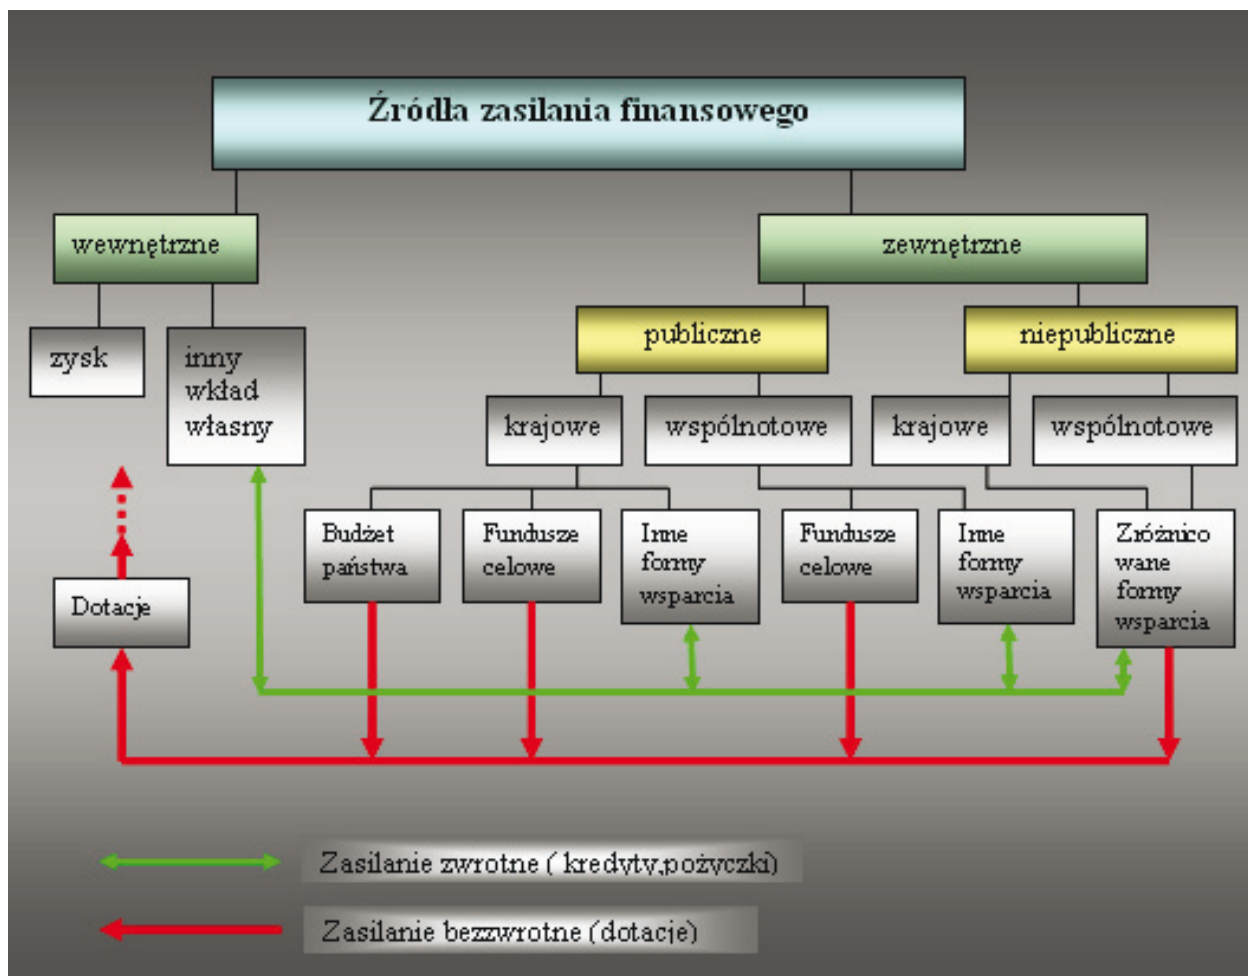 Źródła zasilania finansowego
wewnętrzne
zewnętrzne
publiczne
niepubliczne
zysk
inny
wkład
własny
krajowe
wspólnotowe
krajowe
wspólnotowe
Budżet
państwa
Fundusze
celowe
Inne
formy
wsparcia
Fundusze
celowe
Inne
formy
wsparcia
Zróżnico
wane
formy
wsparcia
Dotacje
Zasilanie zwrotne ( kredyty,pożyczki)
Zasilanie bezzwrotne (dotacje)